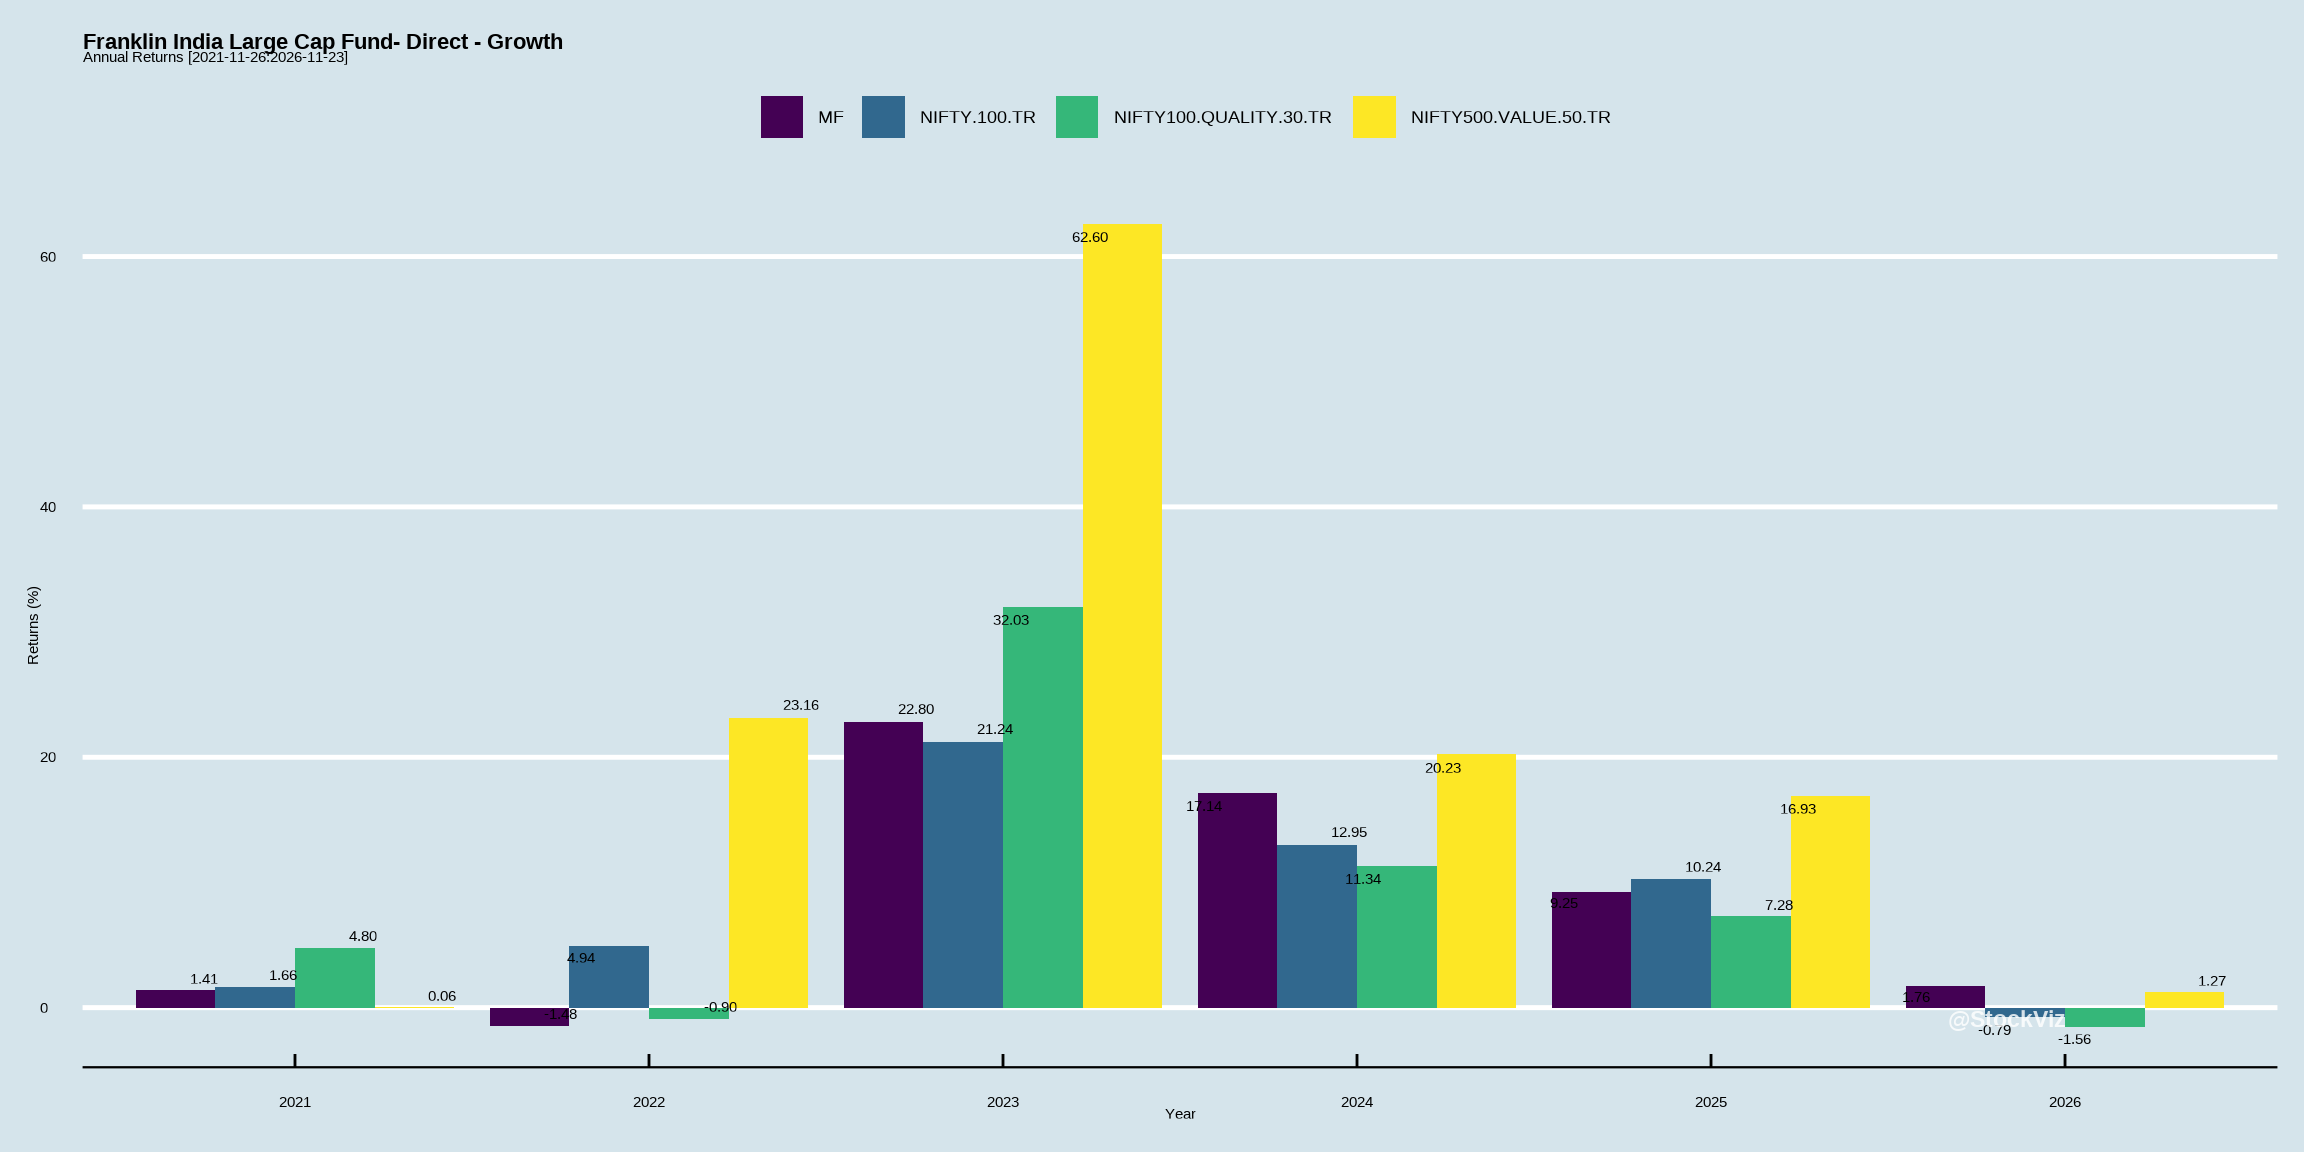 Franklin India Large Cap Fund- Direct - Growth
Annual Returns [2021-11-26:2026-11-23]
MF NIFTY.100.TR NIFTY100.QUALITY.30.TR NIFTY500.VALUE.50.TR
60
40
20
0
Returns (%)
1.41 1.66 4.80 0.06
-1.48 4.94 -0.90 23.16
22.80 21.24 32.03 62.60
17.14 12.95 11.34 20.23
9.25 10.24 7.28 16.93
1.76 -0.79 -1.56 1.27
@StockViz
2021 2022 2023 2024 2025 2026
Year